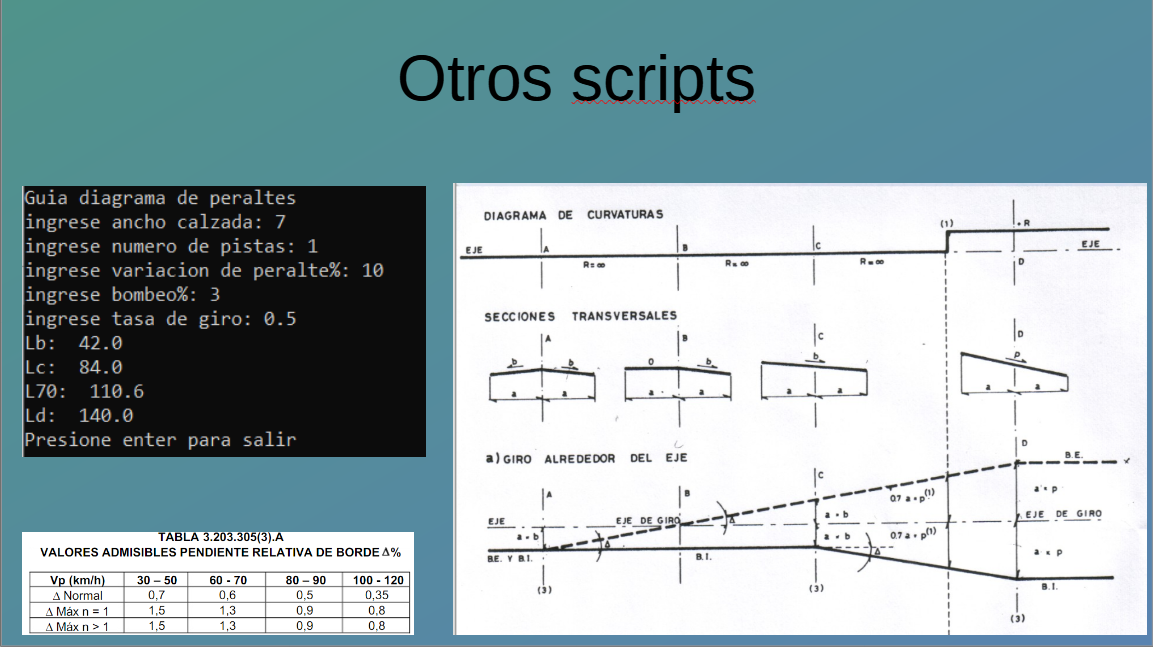 Otros scripts
Guia diagrama de peraltes
ingrese ancho calzada: 7
ingrese numero de pistas: 1
ingrese variacion de peralte%: 10
ingrese bombeo%: 3
ingrese tasa de giro: 0.5
Lb:  42.0
Lc:  84.0
L70:  110.6
Ld:  140.0
Presione enter para salir
TABLA 3.203.305(3).A
VALORES ADMISIBLES PENDIENTE RELATIVA DE BORDE Δ%
Vp (km/h) 30 – 50 60 - 70 80 – 90 100 - 120
Δ Normal 0,7 0,6 0,5 0,35
Δ Máx n = 1 1,5 1,3 0,9 0,8
Δ Máx n > 1 1,5 1,3 0,9 0,8
DIAGRAMA DE CURVATURAS
(1) + R
EJE A B C EJE
R=∞ R=∞ R=∞ D
SECCIONES TRANSVERSALES
A B C D
b b O b b p
a a a a a a a a
a) GIRO ALREDEDOR DEL EJE
D
B.E.
A B C
0.7 a × p(1) a × p
EJE EJE DE GIRO Δ a × b EJE DE GIRO
a × b Δ a × b 0.7 a × p(1)
B.E. Y B.I. B.I. Δ a × p
B.I.
(3) (3) (3)